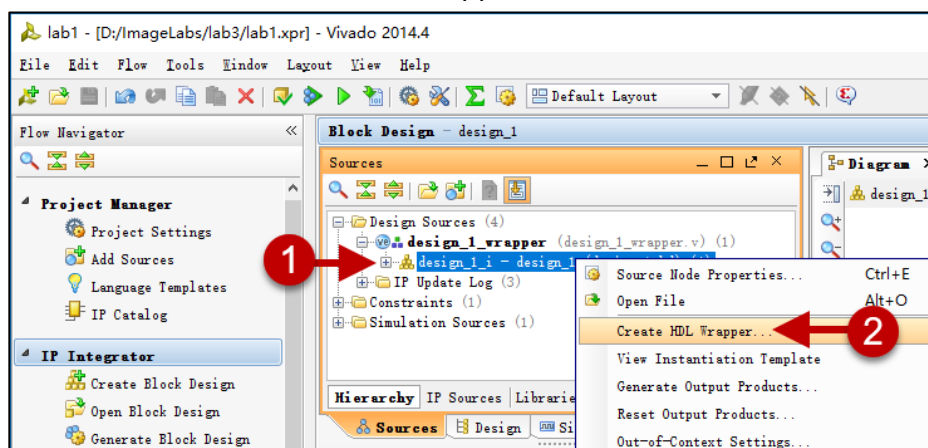 lab1 - [D:/ImageLabs/lab3/lab1.xpr] - Vivado 2014.4
File Edit Flow Tools Window Layout View Help
Default Layout
Flow Navigator
Project Manager
Project Settings
Add Sources
Language Templates
IP Catalog
IP Integrator
Create Block Design
Open Block Design
Generate Block Design
Block Design - design_1
Sources
Design Sources (4)
design_1_wrapper (design_1_wrapper.v) (1)
design_1_i - design_1
IP Update Log (3)
Constraints (1)
Simulation Sources (1)
Hierarchy IP Sources Librarie
Sources Design Si
Diagram
design_1
1
Source Node Properties... Ctrl+E
Open File Alt+O
Create HDL Wrapper...
2
View Instantiation Template
Generate Output Products...
Reset Output Products...
Out-of-Context Settings...